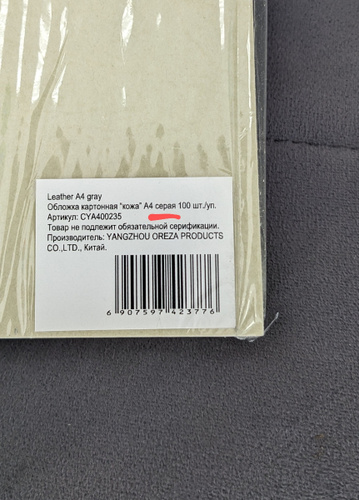 Leather A4 gray
Обложка картонная "кожа" А4 серая 100 шт./уп.
Артикул: CYA400235
Товар не подлежит обязательной серификации.
Производитель: YANGZHOU OREZA PRODUCTS
CO.,LTD., Китай.
6 907597 423776